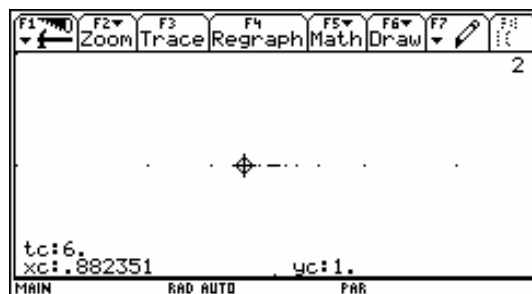 F1 F2 F3 F4 F5 F6 F7
Zoom Trace Regraph Math Draw
2
tc:6.
xc:.882351 yc:1.
MAIN RAD AUTO PAR